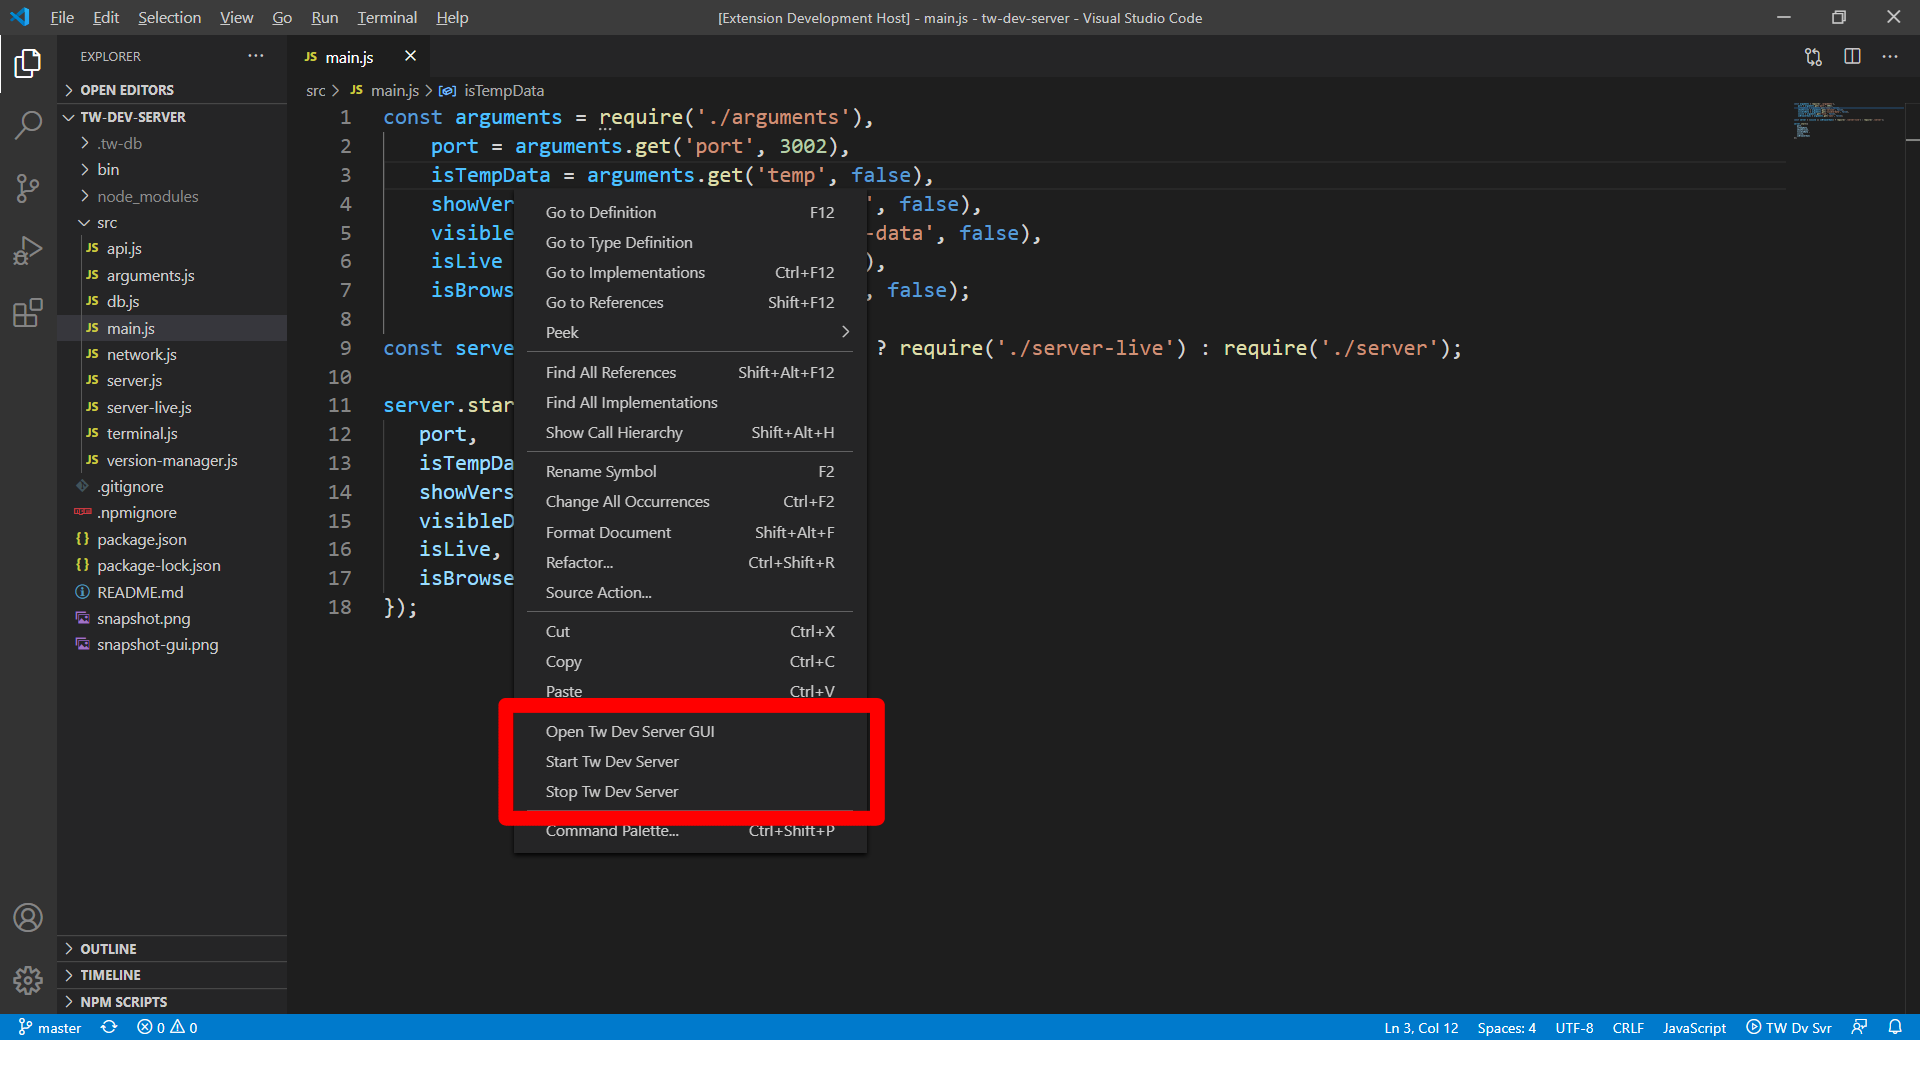 File Edit Selection View Go Run Terminal Help
[Extension Development Host] - main.js - tw-dev-server - Visual Studio Code
EXPLORER
OPEN EDITORS
TW-DEV-SERVER
.tw-db
bin
node_modules
src
JS api.js
JS arguments.js
JS db.js
JS main.js
JS network.js
JS server.js
JS server-live.js
JS terminal.js
JS version-manager.js
.gitignore
.npmignore
{} package.json
{} package-lock.json
README.md
snapshot.png
snapshot-gui.png
OUTLINE
TIMELINE
NPM SCRIPTS
JS main.js
src > JS main.js > isTempData
1 const arguments = require('./arguments'),
2 port = arguments.get('port', 3002),
3 isTempData = arguments.get('temp', false),
4 showVer ', false),
5 visible -data', false),
6 isLive ),
7 isBrows , false);
8
9 const serve ? require('./server-live') : require('./server');
10
11 server.star
12 port,
13 isTempDa
14 showVers
15 visibleD
16 isLive,
17 isBrowse
18 });
Go to Definition F12
Go to Type Definition
Go to Implementations Ctrl+F12
Go to References Shift+F12
Peek
Find All References Shift+Alt+F12
Find All Implementations
Show Call Hierarchy Shift+Alt+H
Rename Symbol F2
Change All Occurrences Ctrl+F2
Format Document Shift+Alt+F
Refactor... Ctrl+Shift+R
Source Action...
Cut Ctrl+X
Copy Ctrl+C
Paste Ctrl+V
Open Tw Dev Server GUI
Start Tw Dev Server
Stop Tw Dev Server
Command Palette... Ctrl+Shift+P
master 0 0
Ln 3, Col 12 Spaces: 4 UTF-8 CRLF JavaScript TW Dv Svr